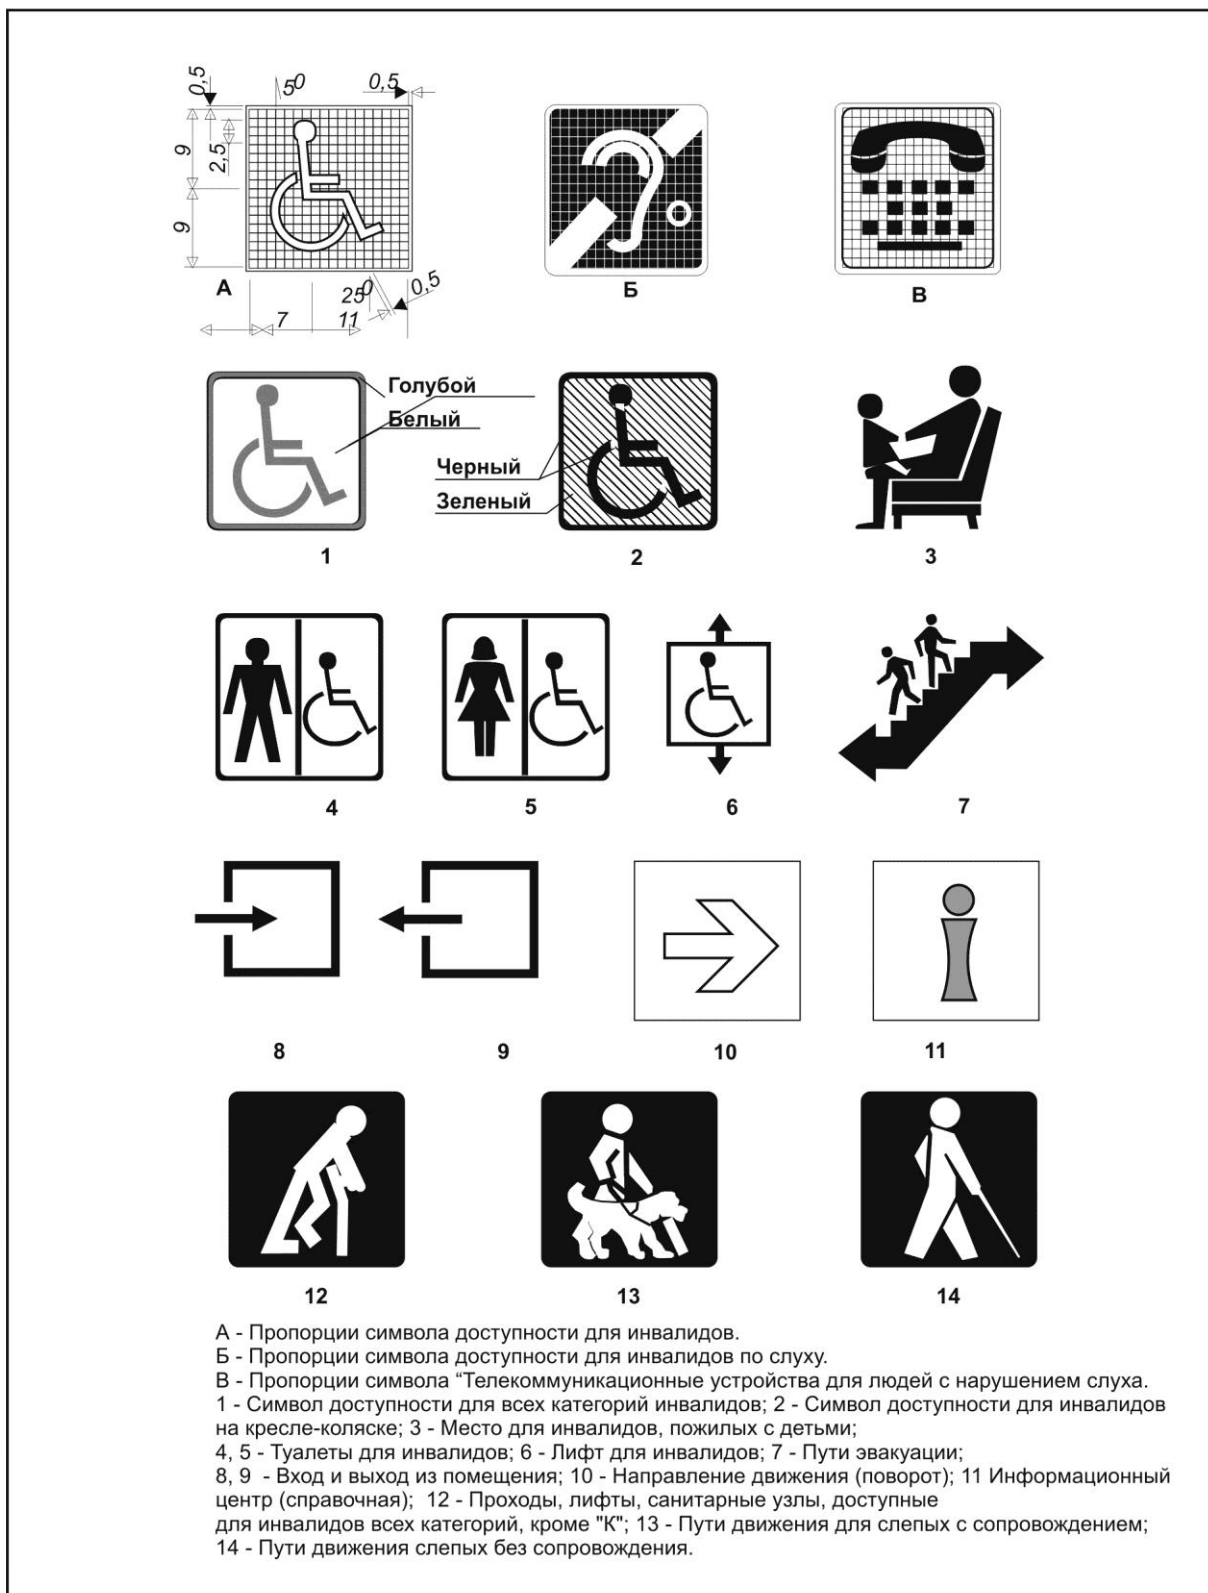 0,5
5⁰
0,5
9
2,5
9
А
25⁰
0,5
7
11
Б
В
Голубой
Белый
Черный
Зеленый
1
2
3
4
5
6
7
8
9
10
11
12
13
14
А - Пропорции символа доступности для инвалидов.
Б - Пропорции символа доступности для инвалидов по слуху.
В - Пропорции символа “Телекоммуникационные устройства для людей с нарушением слуха.
1 - Символ доступности для всех категорий инвалидов; 2 - Символ доступности для инвалидов
на кресле-коляске; 3 - Место для инвалидов, пожилых с детьми;
4, 5 - Туалеты для инвалидов; 6 - Лифт для инвалидов; 7 - Пути эвакуации;
8, 9 - Вход и выход из помещения; 10 - Направление движения (поворот); 11 Информационный
центр (справочная); 12 - Проходы, лифты, санитарные узлы, доступные
для инвалидов всех категорий, кроме "К"; 13 - Пути движения для слепых с сопровождением;
14 - Пути движения слепых без сопровождения.